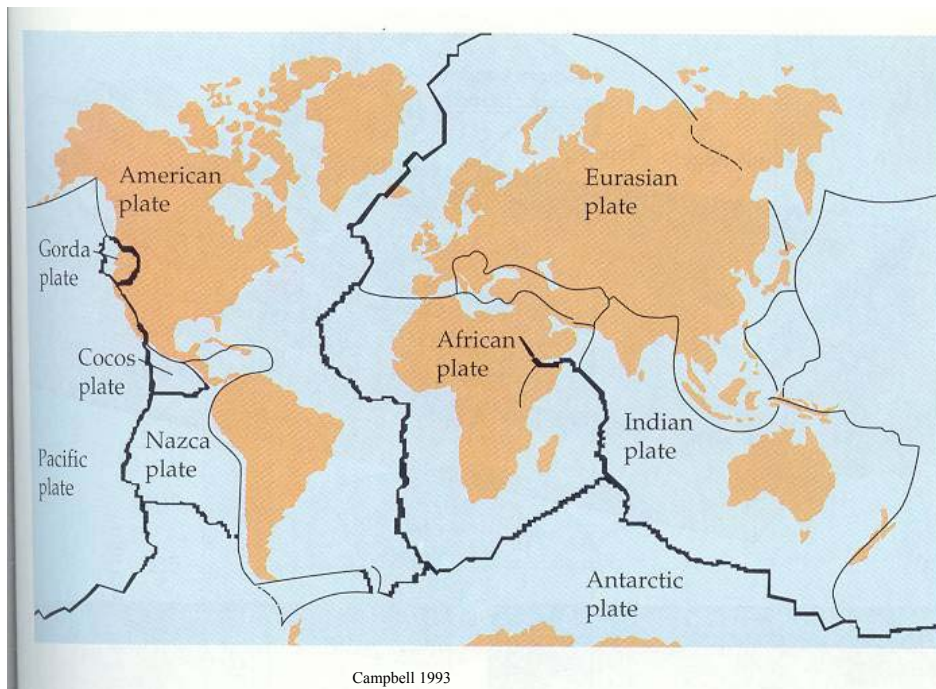 American
plate
Eurasian
plate
Gorda
plate
African
plate
Cocos
plate
Indian
plate
Nazca
plate
Pacific
plate
Antarctic
plate
Campbell 1993